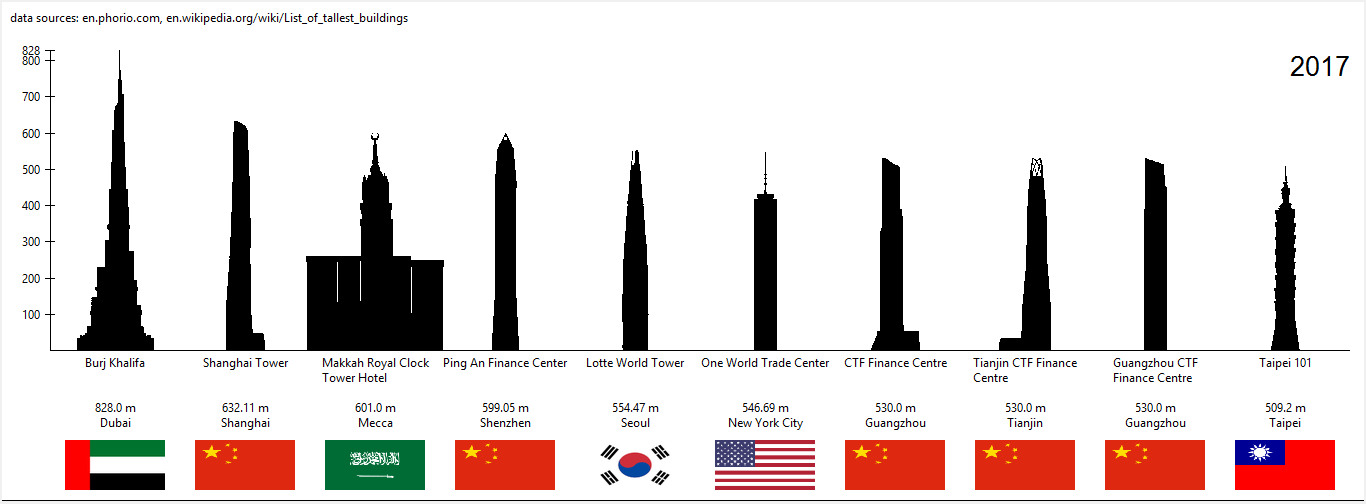 data sources: en.phorio.com, en.wikipedia.org/wiki/List_of_tallest_buildings
2017
828
800
700
600
500
400
300
200
100
Burj Khalifa
Shanghai Tower
Makkah Royal Clock
Tower Hotel
Ping An Finance Center
Lotte World Tower
One World Trade Center
CTF Finance Centre
Tianjin CTF Finance
Centre
Guangzhou CTF
Finance Centre
Taipei 101
828.0 m
Dubai
632.11 m
Shanghai
601.0 m
Mecca
599.05 m
Shenzhen
554.47 m
Seoul
546.69 m
New York City
530.0 m
Guangzhou
530.0 m
Tianjin
530.0 m
Guangzhou
509.2 m
Taipei